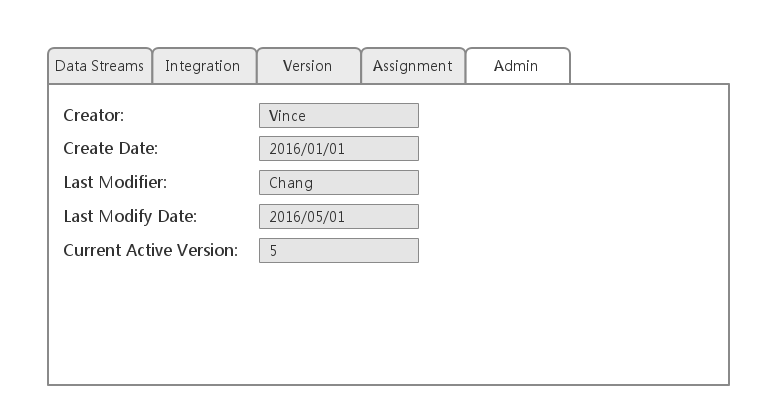 Data Streams Integration Version Assignment Admin
Creator: Vince
Create Date: 2016/01/01
Last Modifier: Chang
Last Modify Date: 2016/05/01
Current Active Version: 5